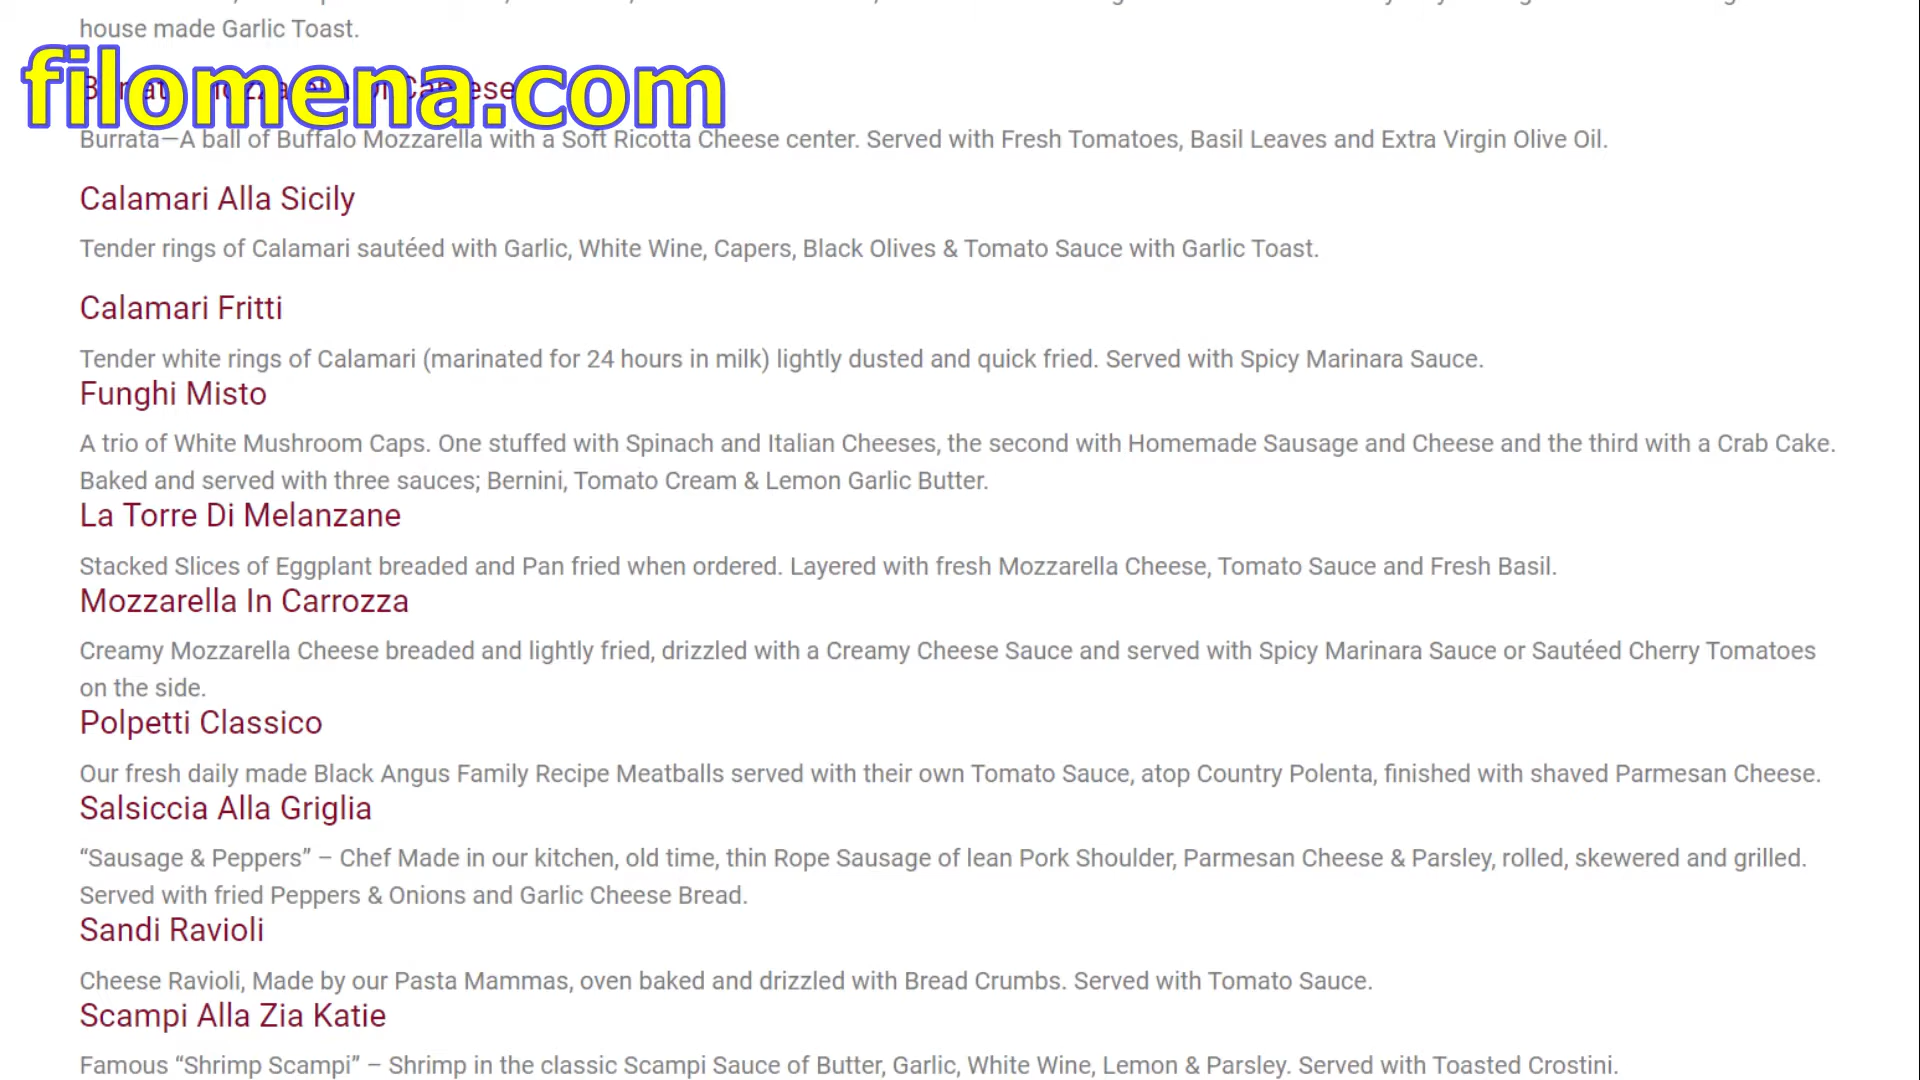 house made Garlic Toast.
filomena.com
Burrata—A ball of Buffalo Mozzarella with a Soft Ricotta Cheese center. Served with Fresh Tomatoes, Basil Leaves and Extra Virgin Olive Oil.
Calamari Alla Sicily
Tender rings of Calamari sautéed with Garlic, White Wine, Capers, Black Olives & Tomato Sauce with Garlic Toast.
Calamari Fritti
Tender white rings of Calamari (marinated for 24 hours in milk) lightly dusted and quick fried. Served with Spicy Marinara Sauce.
Funghi Misto
A trio of White Mushroom Caps. One stuffed with Spinach and Italian Cheeses, the second with Homemade Sausage and Cheese and the third with a Crab Cake.
Baked and served with three sauces; Bernini, Tomato Cream & Lemon Garlic Butter.
La Torre Di Melanzane
Stacked Slices of Eggplant breaded and Pan fried when ordered. Layered with fresh Mozzarella Cheese, Tomato Sauce and Fresh Basil.
Mozzarella In Carrozza
Creamy Mozzarella Cheese breaded and lightly fried, drizzled with a Creamy Cheese Sauce and served with Spicy Marinara Sauce or Sautéed Cherry Tomatoes
on the side.
Polpetti Classico
Our fresh daily made Black Angus Family Recipe Meatballs served with their own Tomato Sauce, atop Country Polenta, finished with shaved Parmesan Cheese.
Salsiccia Alla Griglia
“Sausage & Peppers” – Chef Made in our kitchen, old time, thin Rope Sausage of lean Pork Shoulder, Parmesan Cheese & Parsley, rolled, skewered and grilled.
Served with fried Peppers & Onions and Garlic Cheese Bread.
Sandi Ravioli
Cheese Ravioli, Made by our Pasta Mammas, oven baked and drizzled with Bread Crumbs. Served with Tomato Sauce.
Scampi Alla Zia Katie
Famous “Shrimp Scampi” – Shrimp in the classic Scampi Sauce of Butter, Garlic, White Wine, Lemon & Parsley. Served with Toasted Crostini.